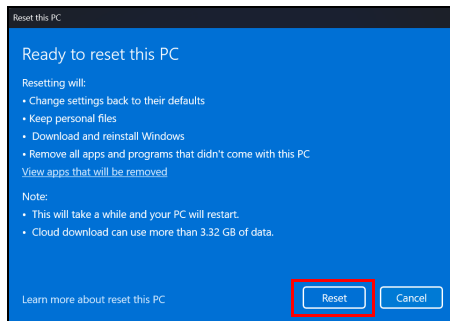 Reset this PC
Ready to reset this PC
Resetting will:
• Change settings back to their defaults
• Keep personal files
• Download and reinstall Windows
• Remove all apps and programs that didn't come with this PC
View apps that will be removed
Note:
• This will take a while and your PC will restart.
• Cloud download can use more than 3.32 GB of data.
Learn more about reset this PC
Reset
Cancel